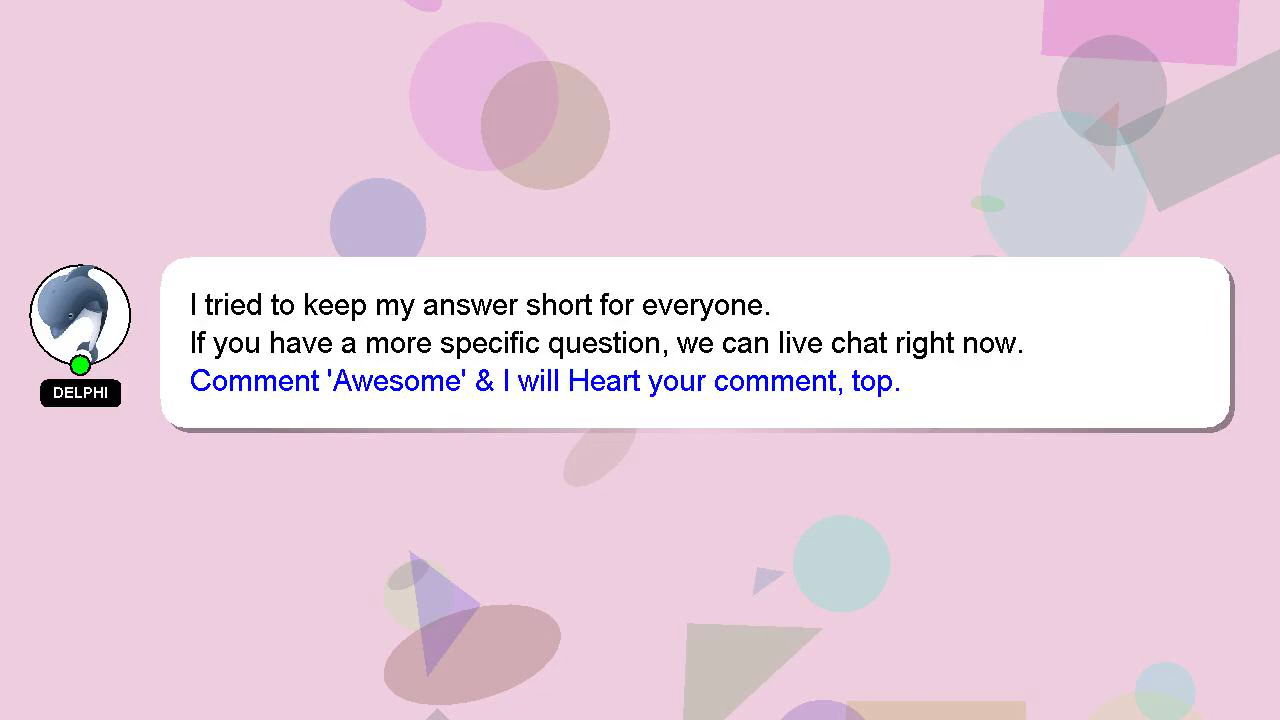 I tried to keep my answer short for everyone.
If you have a more specific question, we can live chat right now.
Comment 'Awesome' & I will Heart your comment, top.
DELPHI